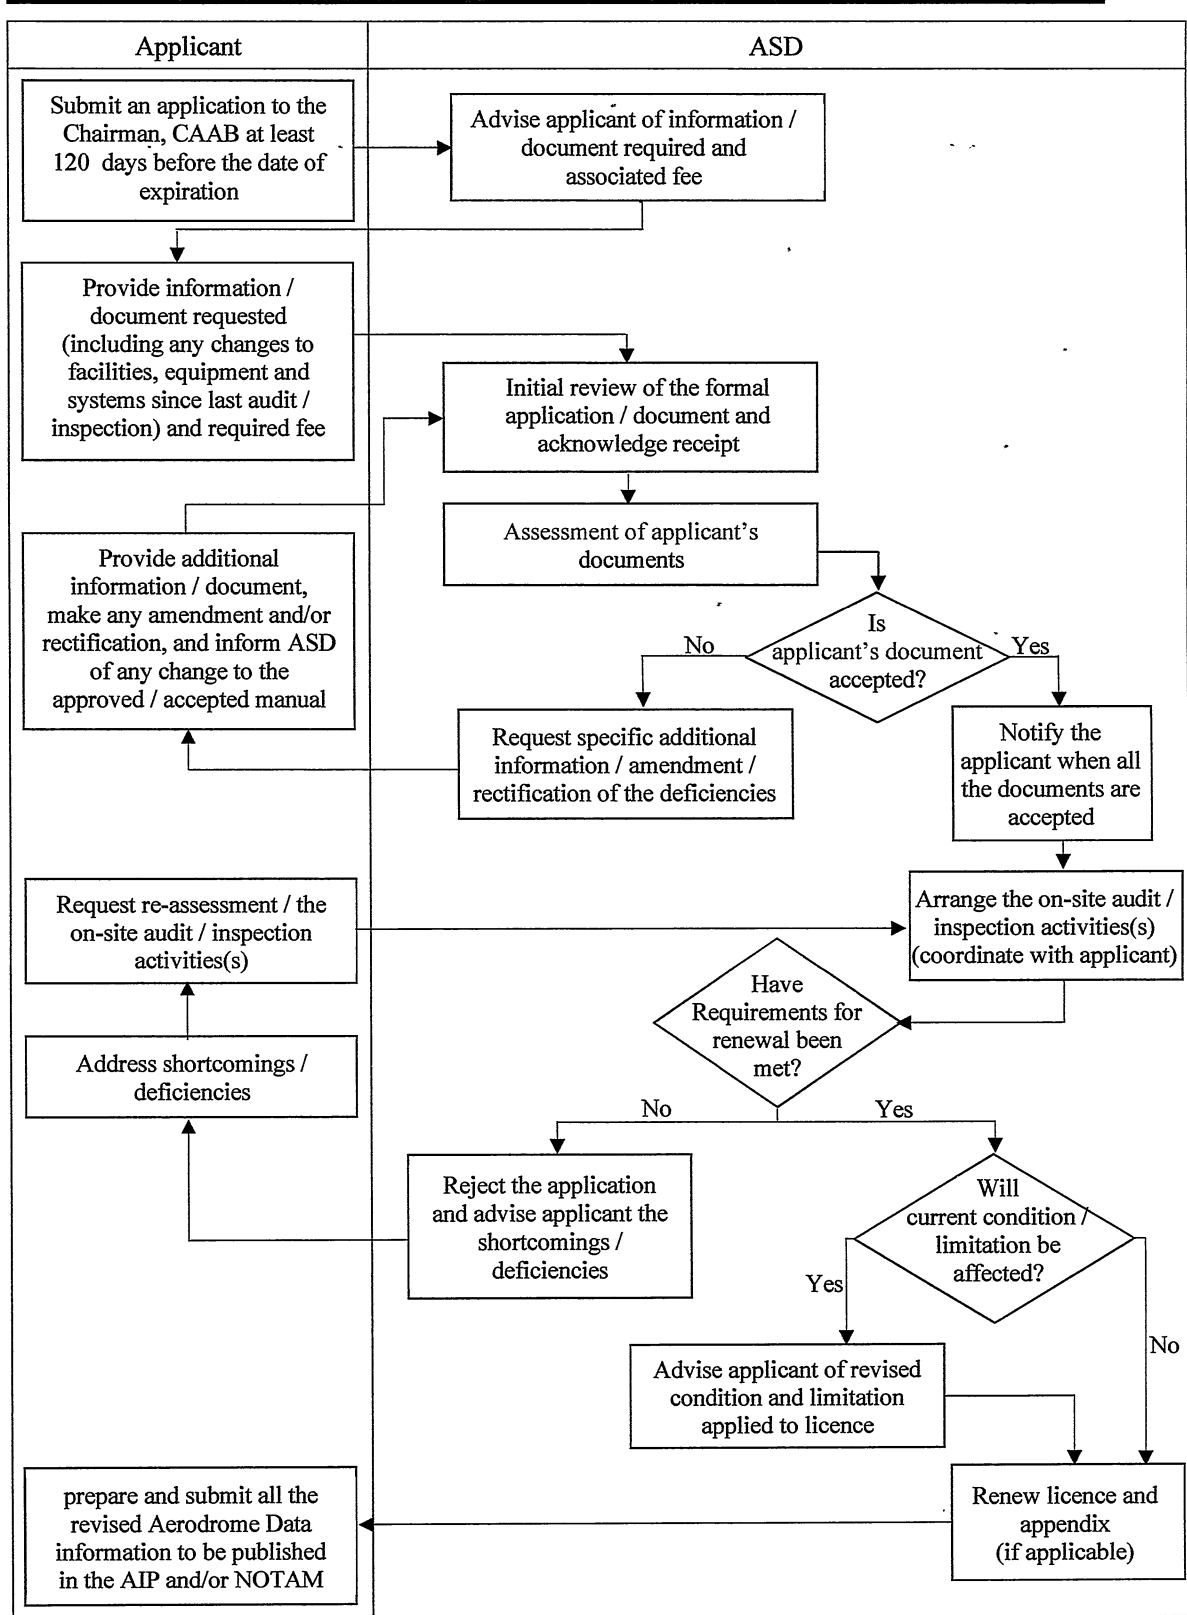 Applicant
ASD
Submit an application to the
Chairman, CAAB at least
120 days before the date of
expiration
Advise applicant of information /
document required and
associated fee
Provide information /
document requested
(including any changes to
facilities, equipment and
systems since last audit /
inspection) and required fee
Initial review of the formal
application / document and
acknowledge receipt
Assessment of applicant's
documents
Provide additional
information / document,
make any amendment and/or
rectification, and inform ASD
of any change to the
approved / accepted manual
Is
applicant's document
accepted?
No
Yes
Request specific additional
information / amendment /
rectification of the deficiencies
Notify the
applicant when all
the documents are
accepted
Request re-assessment / the
on-site audit / inspection
activities(s)
Arrange the on-site audit /
inspection activities(s)
(coordinate with applicant)
Have
Requirements for
renewal been
met?
Address shortcomings /
deficiencies
No
Yes
Reject the application
and advise applicant the
shortcomings /
deficiencies
Will
current condition /
limitation be
affected?
Yes
No
Advise applicant of revised
condition and limitation
applied to licence
prepare and submit all the
revised Aerodrome Data
information to be published
in the AIP and/or NOTAM
Renew licence and
appendix
(if applicable)